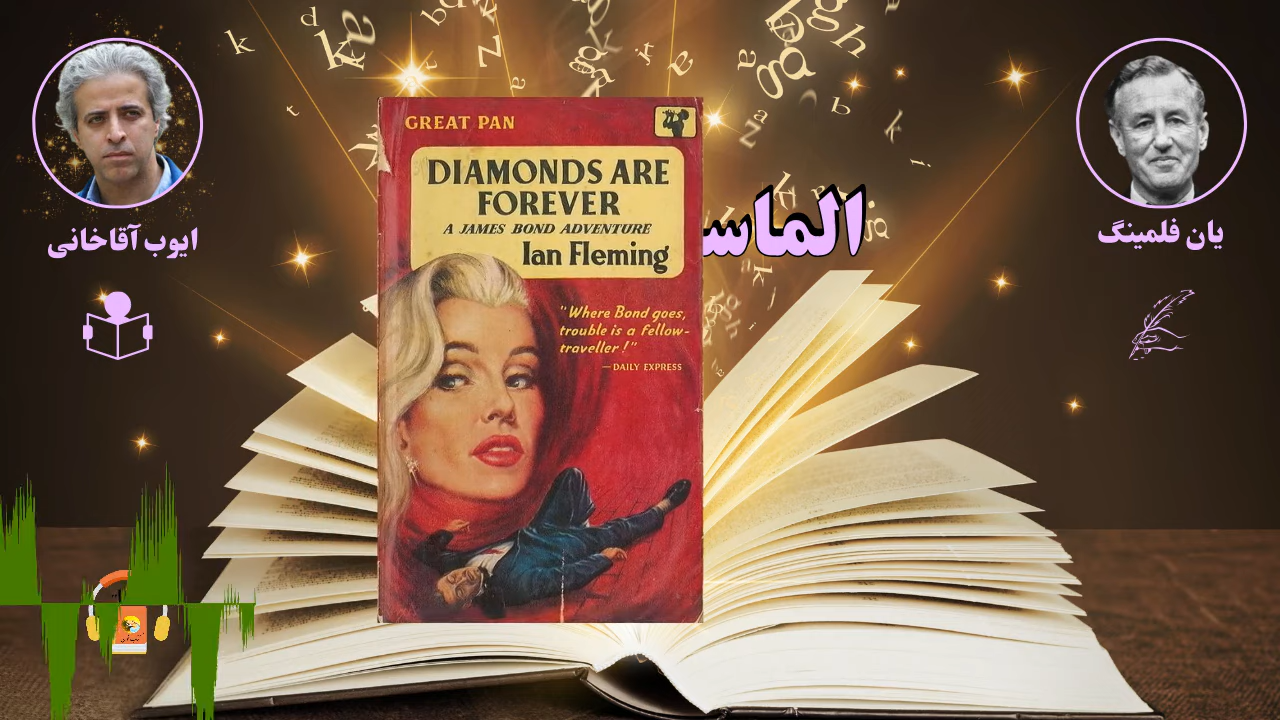 GREAT PAN
DIAMONDS ARE
FOREVER
A JAMES BOND ADVENTURE
Ian Fleming
"Where Bond goes,
trouble is a fellow-
traveller!"
— DAILY EXPRESS
الماس
یان فلمینگ
ایوب آقاخانی